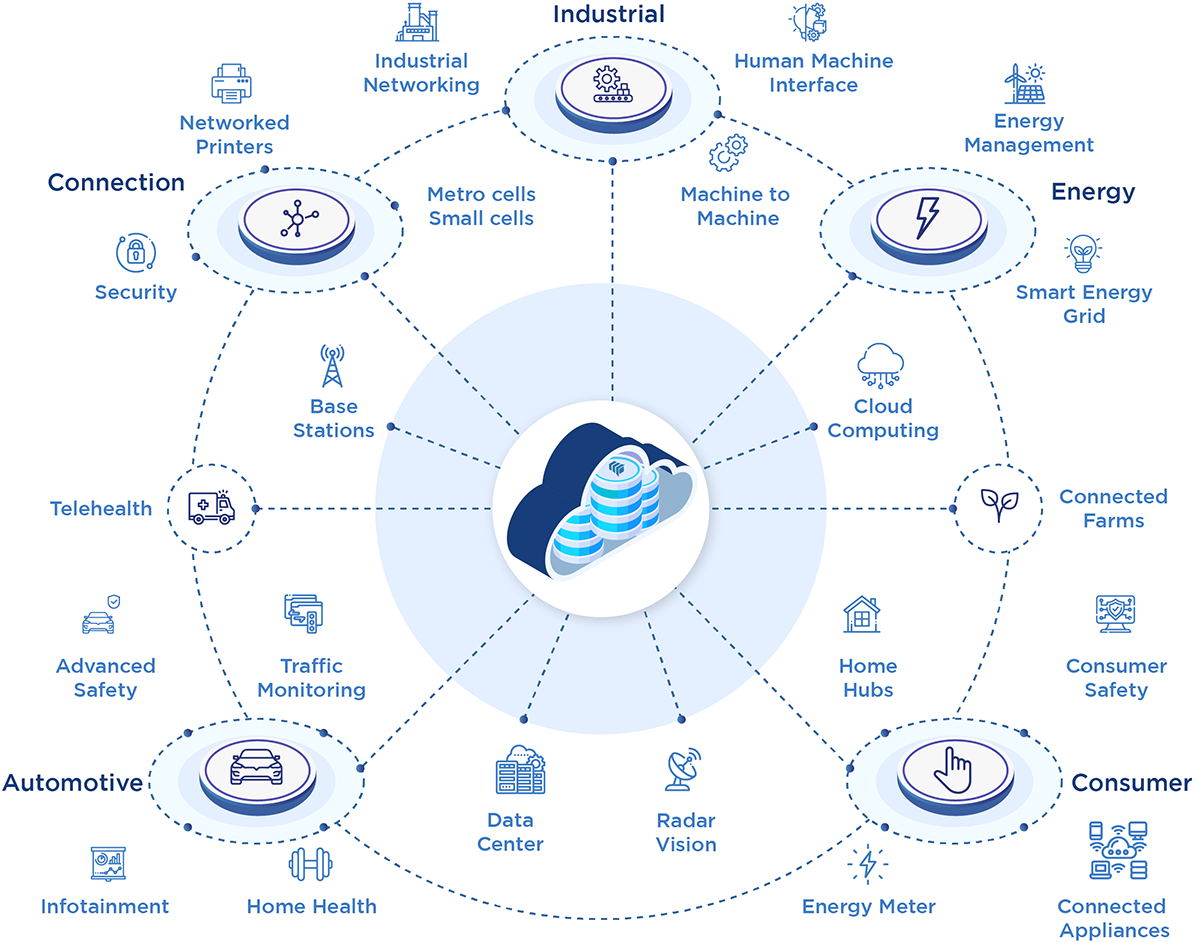 Industrial
Industrial
Networking
Human Machine
Interface
Networked
Printers
Energy
Management
Connection
Metro cells
Small cells
Machine to
Machine
Energy
Security
Smart Energy
Grid
Base
Stations
Cloud
Computing
Telehealth
Connected
Farms
Advanced
Safety
Traffic
Monitoring
Home
Hubs
Consumer
Safety
Automotive
Consumer
Data
Center
Radar
Vision
Infotainment
Home Health
Energy Meter
Connected
Appliances